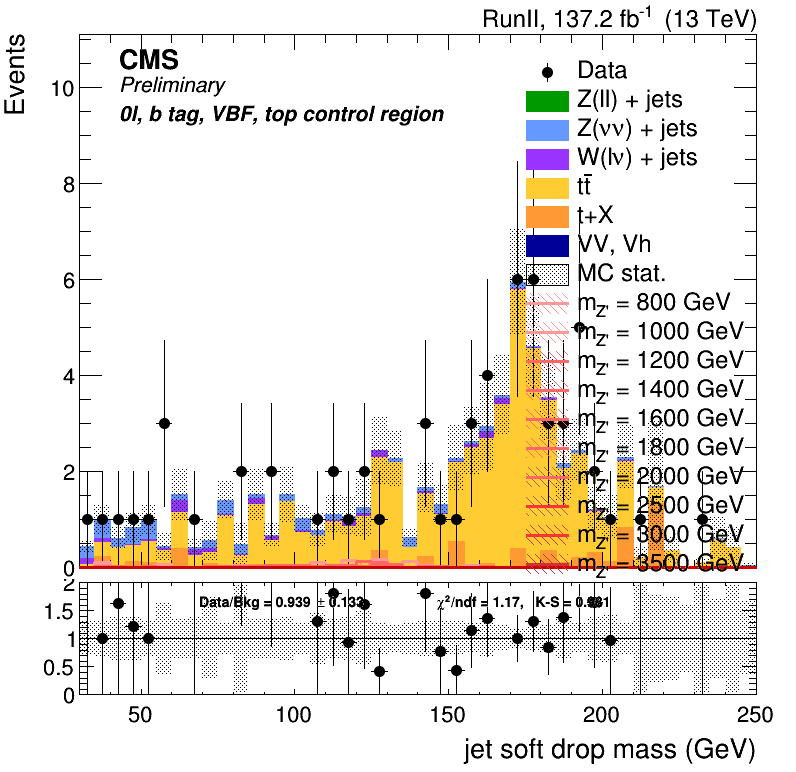 RunII, 137.2 fb⁻¹ (13 TeV)
Events
CMS
Preliminary
0l, b tag, VBF, top control region
Data
Z(ll) + jets
Z(νν) + jets
W(lν) + jets
tt̄
t+X
VV, Vh
MC stat.
m_Z' = 800 GeV
m_Z' = 1000 GeV
m_Z' = 1200 GeV
m_Z' = 1400 GeV
m_Z' = 1600 GeV
m_Z' = 1800 GeV
m_Z' = 2000 GeV
m_Z' = 2500 GeV
m_Z' = 3000 GeV
m_Z' = 3500 GeV
10
8
6
4
2
0
2
1.5
1
0.5
0
Data/Bkg = 0.939 ± 0.133
χ²/ndf = 1.17, K-S =
50
100
150
200
250
jet soft drop mass (GeV)